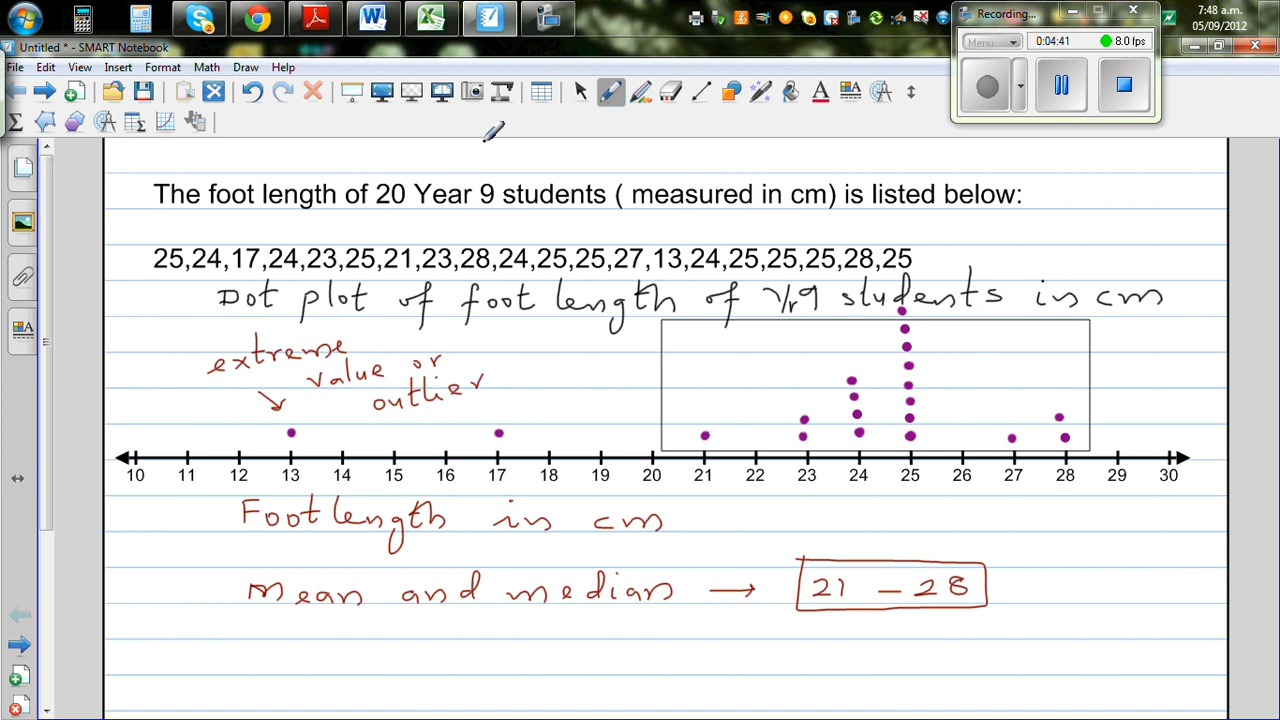 Recording...
7:48 a.m.
05/09/2012
Menu
0:04:41
8.0 fps
Untitled * - SMART Notebook
File Edit View Insert Format Math Draw Help
The foot length of 20 Year 9 students ( measured in cm) is listed below:
25,24,17,24,23,25,21,23,28,24,25,25,27,13,24,25,25,25,28,25
Dot plot of foot length of Yr9 students in cm
extreme
value or
outlier
10 11 12 13 14 15 16 17 18 19 20 21 22 23 24 25 26 27 28 29 30
Foot length in cm
Mean and median → 21 – 28